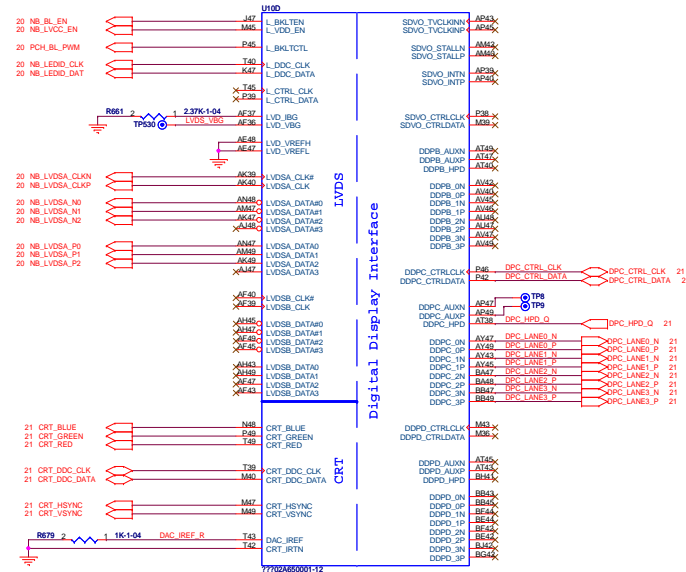 U10D
20 NB_BL_EN J47 L_BKLTEN SDVO_TVCLKINN AP43
20 NB_LVCC_EN M45 L_VDD_EN SDVO_TVCLKINP AP45
SDVO_STALLN AM42
20 PCH_BL_PWM P45 L_BKLTCTL SDVO_STALLP AM40
20 NB_LEDID_CLK T40 L_DDC_CLK SDVO_INTN AP39
20 NB_LEDID_DAT K47 L_DDC_DATA SDVO_INTP AP40
T45 L_CTRL_CLK
P39 L_CTRL_DATA
R661 2 1 2.37K-1-04 AF37 LVD_IBG SDVO_CTRLCLK P38
TP530 LVDS_VBG AF36 LVD_VBG SDVO_CTRLDATA M39
AE48 LVD_VREFH
AE47 LVD_VREFL DDPB_AUXN AT49
DDPB_AUXP AT47
DDPB_HPD AT40
LVDS
20 NB_LVDSA_CLKN AK39 LVDSA_CLK#
20 NB_LVDSA_CLKP AK40 LVDSA_CLK DDPB_0N AV42
DDPB_0P AV40
20 NB_LVDSA_N0 AN48 LVDSA_DATA#0 DDPB_1N AV45
20 NB_LVDSA_N1 AM47 LVDSA_DATA#1 DDPB_1P AV46
20 NB_LVDSA_N2 AK47 LVDSA_DATA#2 DDPB_2N AU48
AJ48 LVDSA_DATA#3 DDPB_2P AU47
DDPB_3N AV47
20 NB_LVDSA_P0 AN47 LVDSA_DATA0 DDPB_3P AV49
20 NB_LVDSA_P1 AM49 LVDSA_DATA1
20 NB_LVDSA_P2 AK49 LVDSA_DATA2
AJ47 LVDSA_DATA3
Digital Display Interface
DDPC_CTRLCLK P46 DPC_CTRL_CLK DPC_CTRL_CLK 21
DDPC_CTRLDATA P42 DPC_CTRL_DATA DPC_CTRL_DATA 2
AF40 LVDSB_CLK#
AF39 LVDSB_CLK DDPC_AUXN AP47 TP8
DDPC_AUXP AP49 TP9
AH45 LVDSB_DATA#0 DDPC_HPD AT38 DPC_HPD_Q DPC_HPD_Q 21
AH47 LVDSB_DATA#1
AF49 LVDSB_DATA#2 DDPC_0N AY47 DPC_LANE0_N DPC_LANE0_N 21
AF45 LVDSB_DATA#3 DDPC_0P AY49 DPC_LANE0_P DPC_LANE0_P 21
DDPC_1N AY43 DPC_LANE1_N DPC_LANE1_N 21
AH43 LVDSB_DATA0 DDPC_1P AY45 DPC_LANE1_P DPC_LANE1_P 21
AH49 LVDSB_DATA1 DDPC_2N BA47 DPC_LANE2_N DPC_LANE2_N 21
AF47 LVDSB_DATA2 DDPC_2P BA48 DPC_LANE2_P DPC_LANE2_P 21
AF43 LVDSB_DATA3 DDPC_3N BB47 DPC_LANE3_N DPC_LANE3_N 21
DDPC_3P BB49 DPC_LANE3_P DPC_LANE3_P 21
CRT
21 CRT_BLUE N48 CRT_BLUE DDPD_CTRLCLK M43
21 CRT_GREEN P49 CRT_GREEN DDPD_CTRLDATA M36
21 CRT_RED T49 CRT_RED
DDPD_AUXN AT45
21 CRT_DDC_CLK T39 CRT_DDC_CLK DDPD_AUXP AT43
21 CRT_DDC_DATA M40 CRT_DDC_DATA DDPD_HPD BH41
DDPD_0N BB43
21 CRT_HSYNC M47 CRT_HSYNC DDPD_0P BB45
21 CRT_VSYNC M49 CRT_VSYNC DDPD_1N BF44
DDPD_1P BE44
DDPD_2N BF42
R679 2 1 1K-1-04 DAC_IREF_R T43 DAC_IREF DDPD_2P BE42
T42 CRT_IRTN DDPD_3N BJ42
DDPD_3P BG42
???02A650001-12